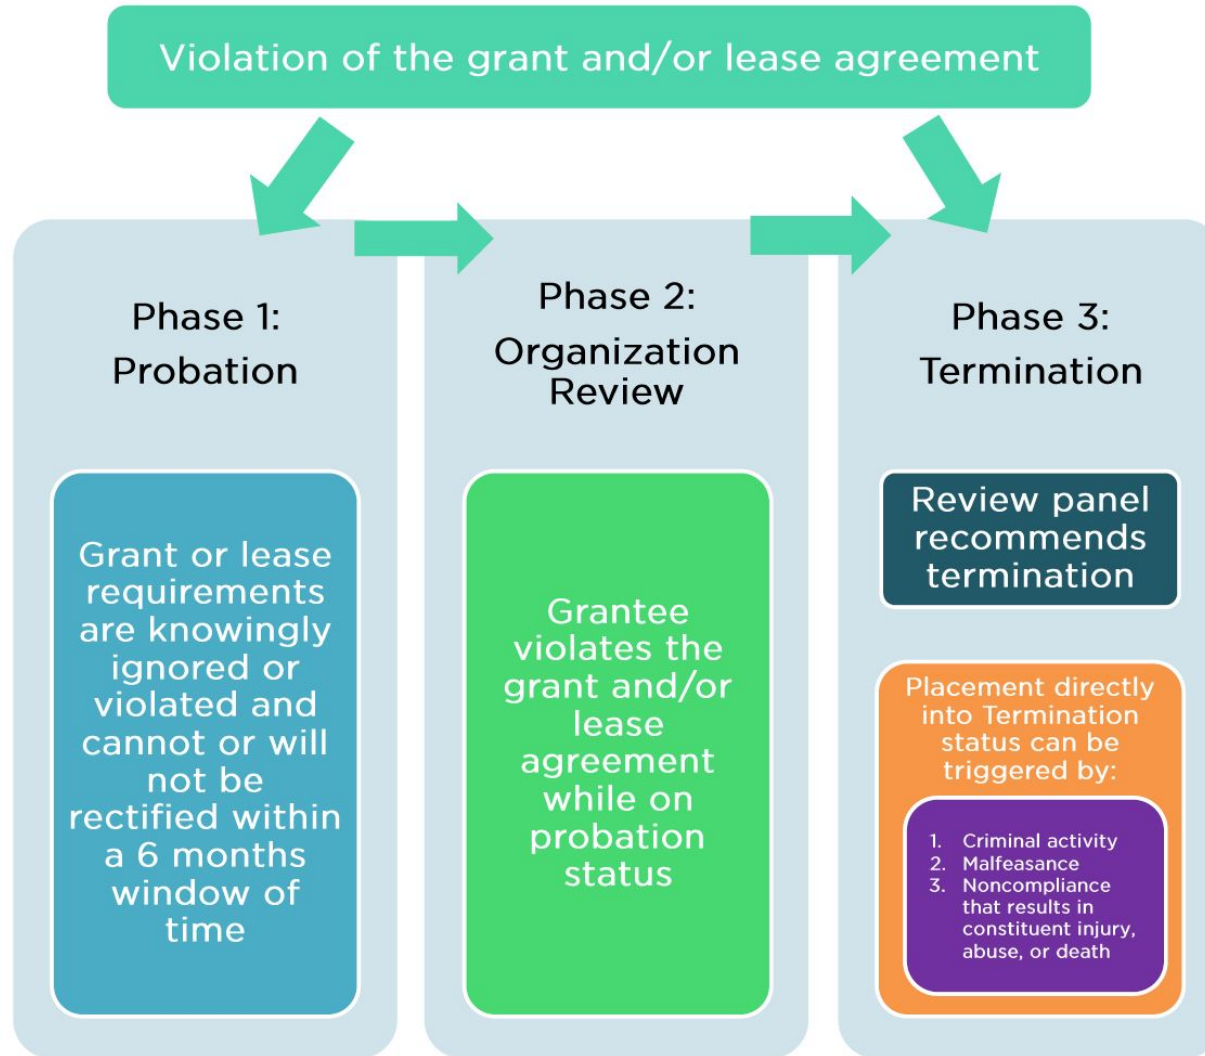 Violation of the grant and/or lease agreement
Phase 1:
Probation
Grant or lease
requirements
are knowingly
ignored or
violated and
cannot or will
not be
rectified within
a 6 months
window of
time
Phase 2:
Organization
Review
Grantee
violates the
grant and/or
lease
agreement
while on
probation
status
Phase 3:
Termination
Review panel
recommends
termination
Placement directly
into Termination
status can be
triggered by:
1. Criminal activity
2. Malfeasance
3. Noncompliance
that results in
constituent injury,
abuse, or death